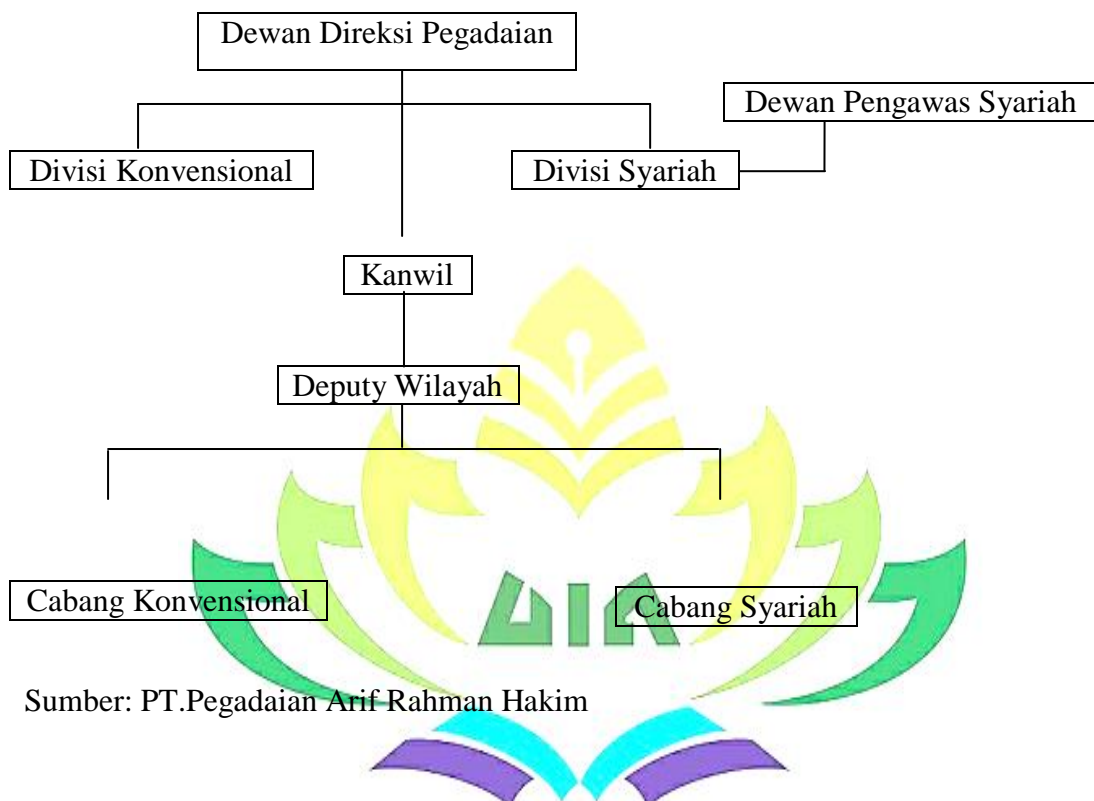 Dewan Direksi Pegadaian
Dewan Pengawas Syariah
Divisi Konvensional
Divisi Syariah
Kanwil
Deputy Wilayah
Cabang Konvensional
Cabang Syariah
Sumber: PT.Pegadaian Arif Rahman Hakim